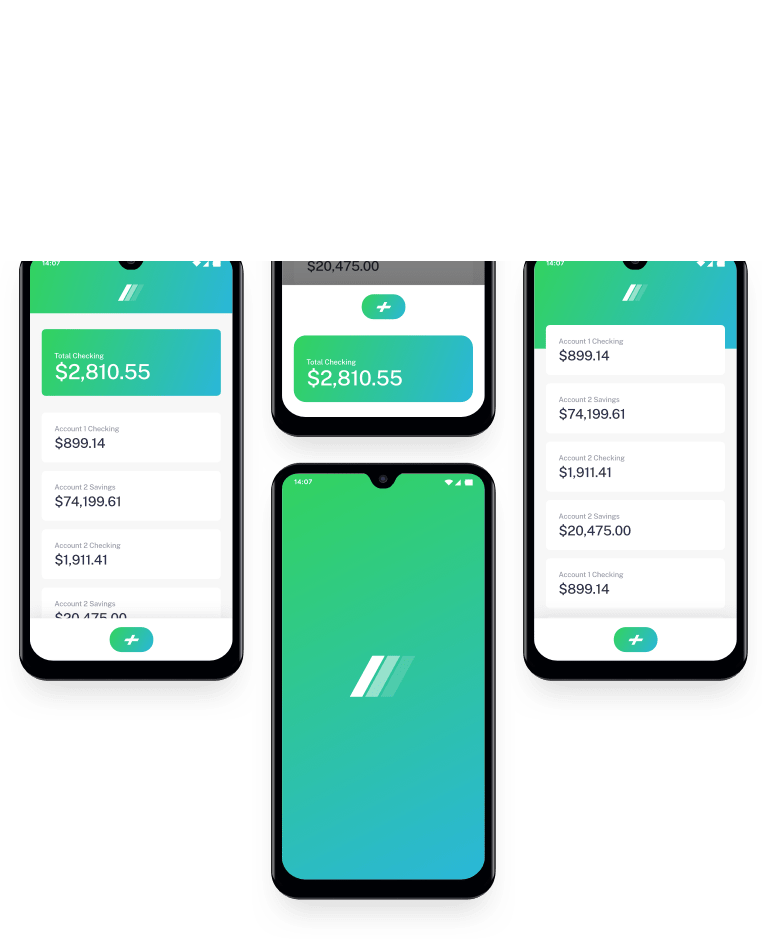 14:07
Total Checking
$2,810.55
Account 1 Checking
$899.14
Account 2 Savings
$74,199.61
Account 2 Checking
$1,911.41
Account 2 Savings
$20,475.00
$20,475.00
Total Checking
$2,810.55
14:07
14:07
Account 1 Checking
$899.14
Account 2 Savings
$74,199.61
Account 2 Checking
$1,911.41
Account 2 Savings
$20,475.00
Account 1 Checking
$899.14